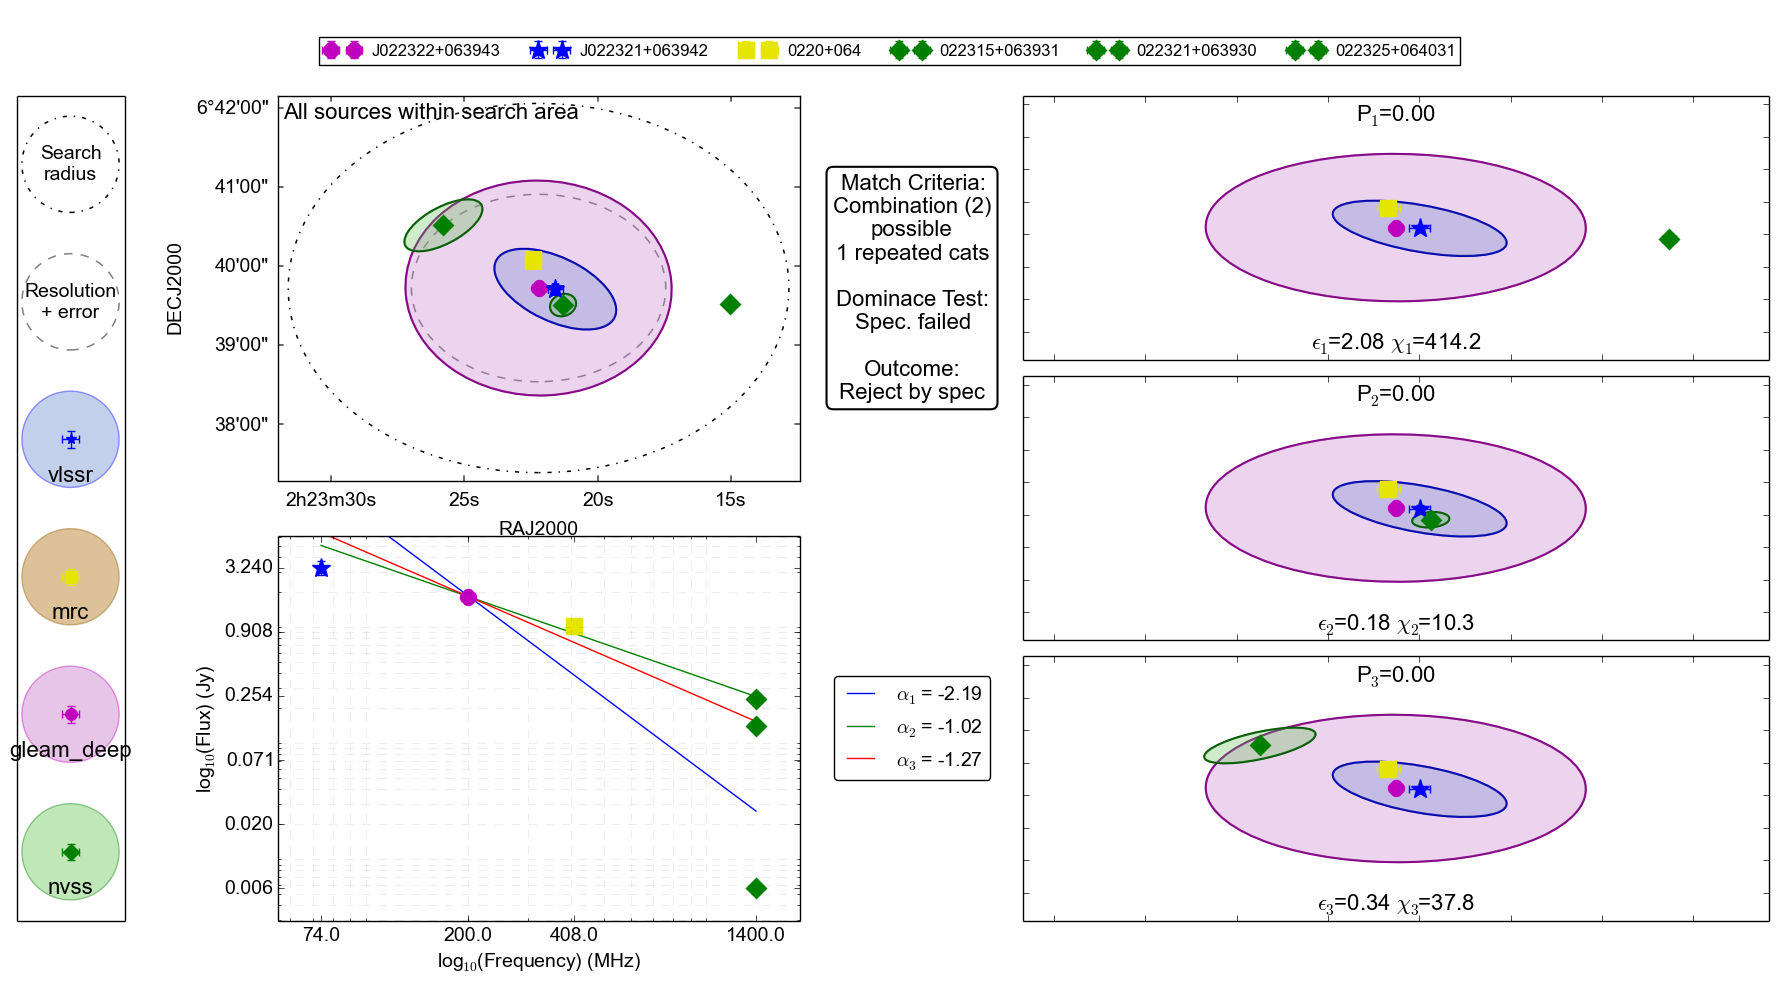 J022322+063943 J022321+063942 0220+064 022315+063931 022321+063930 022325+064031
Search
radius
Resolution
+ error
vlssr
mrc
gleam_deep
nvss
All sources within search area
DECJ2000
6°42'00"
41'00"
40'00"
39'00"
38'00"
2h23m30s 25s 20s 15s
RAJ2000
Match Criteria:
Combination (2)
possible
1 repeated cats
Dominace Test:
Spec. failed
Outcome:
Reject by spec
log₁₀(Flux) (Jy)
3.240
0.908
0.254
0.071
0.020
0.006
74.0 200.0 408.0 1400.0
log₁₀(Frequency) (MHz)
α₁ = -2.19
α₂ = -1.02
α₃ = -1.27
P₁=0.00
ϵ₁=2.08 χ₁=414.2
P₂=0.00
ϵ₂=0.18 χ₂=10.3
P₃=0.00
ϵ₃=0.34 χ₃=37.8